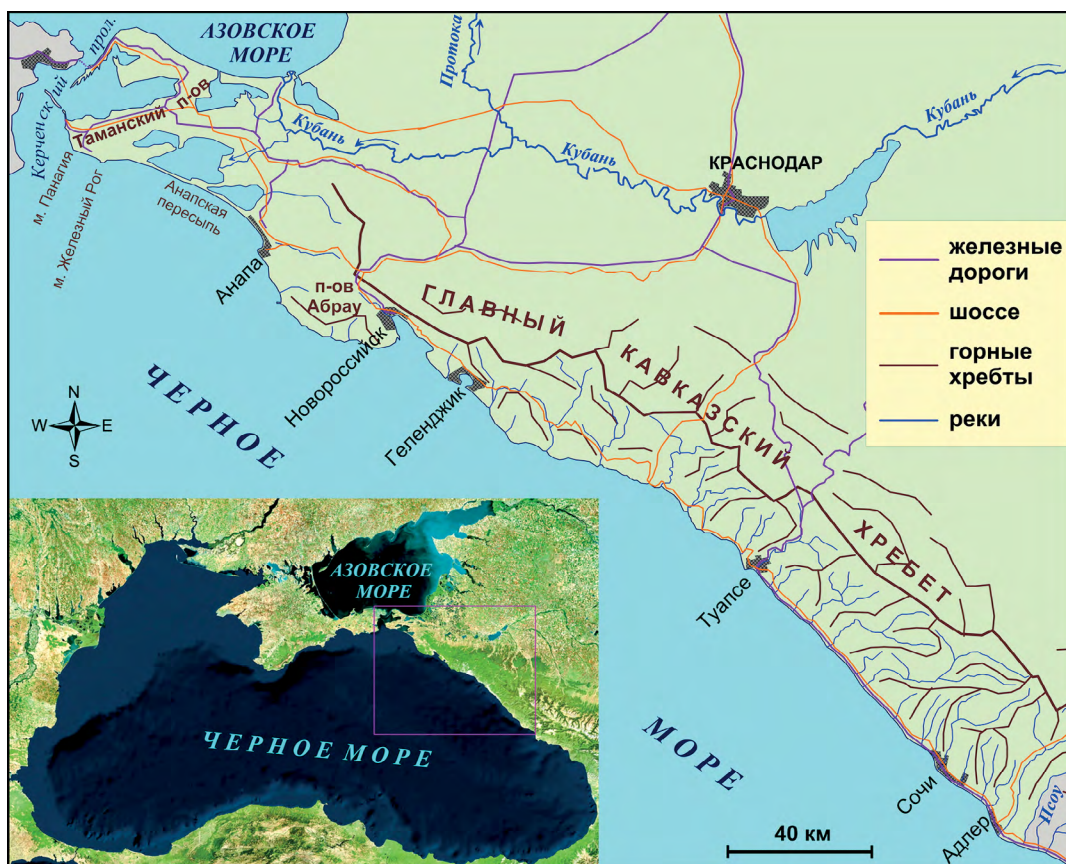 АЗОВСКОЕ
МОРЕ
Керченский прол.
Таманский п-ов
м. Панагия
м. Железный Рог
Анапская
пересыпь
Протока
Кубань
Кубань
Кубань
КРАСНОДАР
Анапа
п-ов
Абрау
Новороссийск
Геленджик
ГЛАВНЫЙ
КАВКАЗСКИЙ
ХРЕБЕТ
железные
дороги
шоссе
горные
хребты
реки
N
W E
S
ЧЕРНОЕ
МОРЕ
Туапсе
Сочи
Адлер
Псоу
40 км
АЗОВСКОЕ
МОРЕ
ЧЕРНОЕ МОРЕ